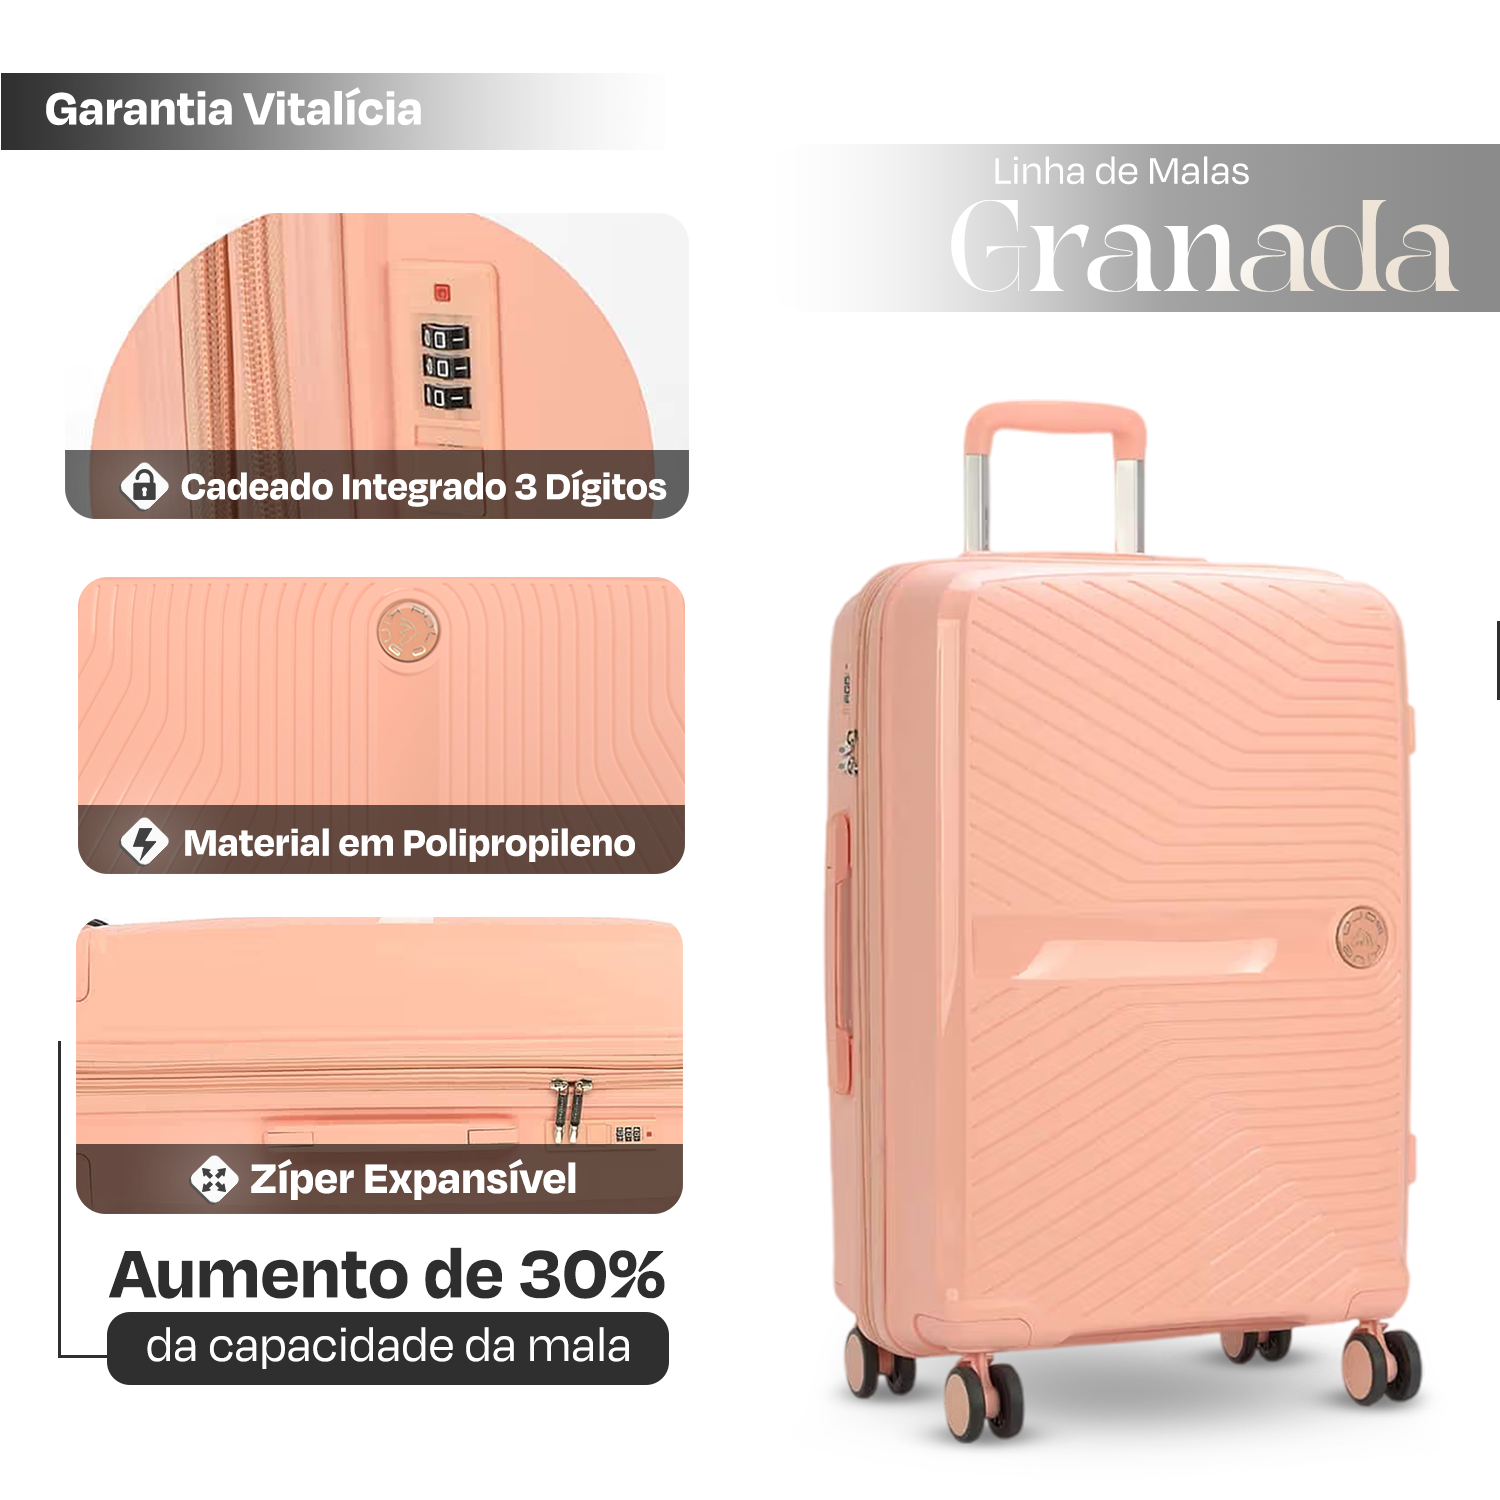 Garantia Vitalícia
Linha de Malas
Granada
Cadeado Integrado 3 Dígitos
Material em Polipropileno
Zíper Expansível
Aumento de 30%
da capacidade da mala